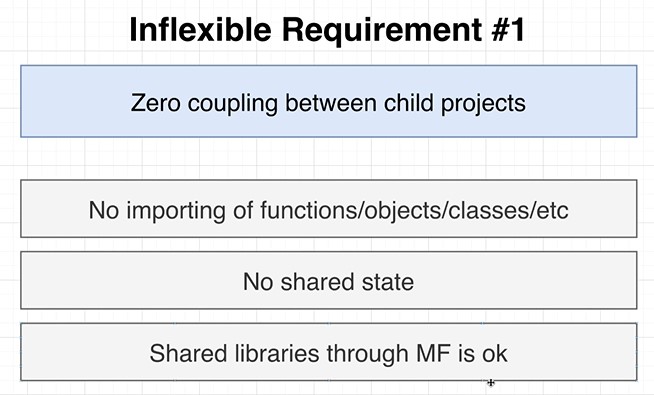 Inflexible Requirement #1
Zero coupling between child projects
No importing of functions/objects/classes/etc
No shared state
Shared libraries through MF is ok